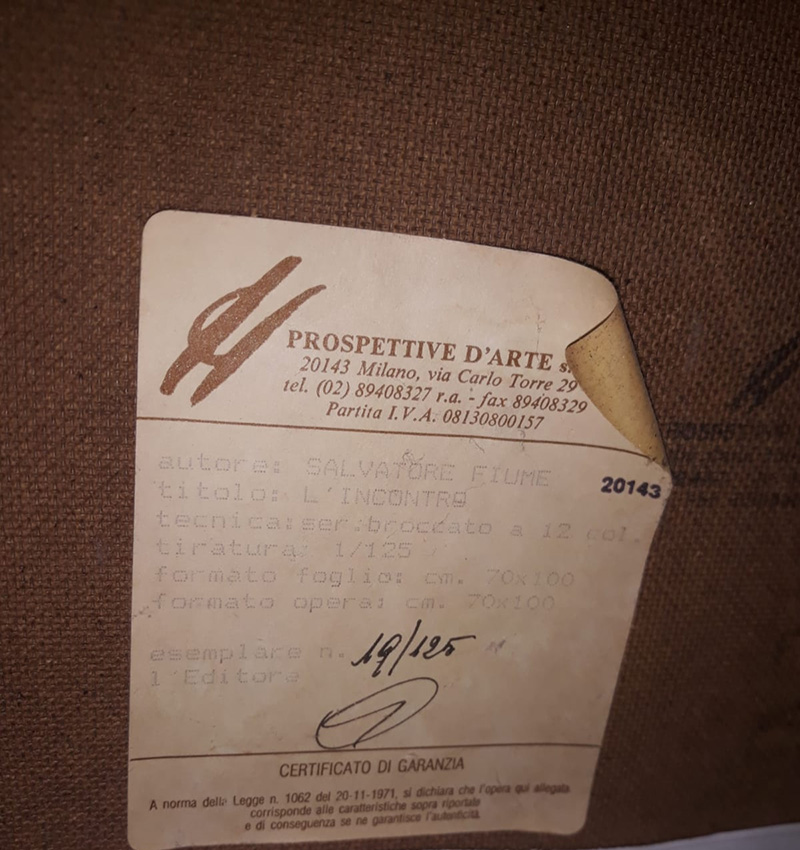 PROSPETTIVE D'ARTE s.
20143 Milano, via Carlo Torre 29
tel. (02) 89408327 r.a. - fax 89408329
Partita I.V.A. 08130800157
autore: SALVATORE FIUME
20143
titolo: L'INCONTRO
tecnica:ser.broccato a 12 col.
tiratura: 1/125
formato foglio: cm. 70x100
formato opera: cm. 70x100
esemplare n. 19/125
l'Editore
CERTIFICATO DI GARANZIA
A norma della Legge n. 1062 del 20-11-1971, si dichiara che l'opera qui allegata
corrisponde alle caratteristiche sopra riportate
e di conseguenza se ne garantisce l'autenticità.